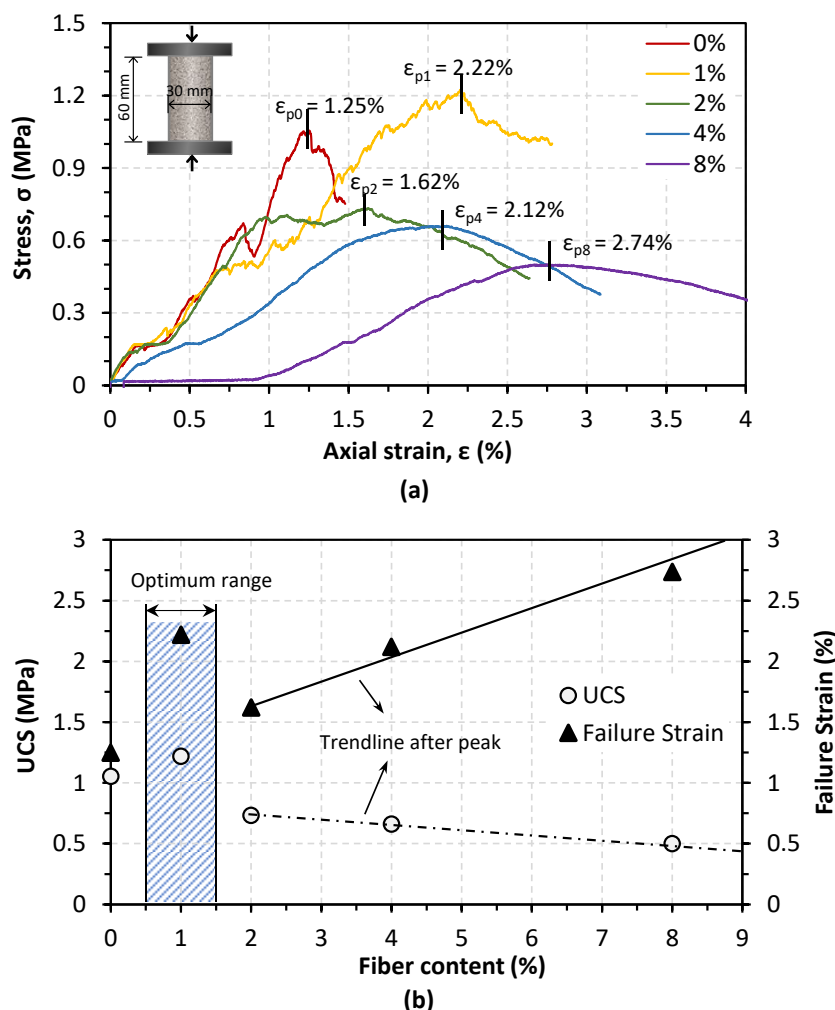 1.5
1.2
0.9
0.6
0.3
0
Stress, σ (MPa)
60 mm
30 mm
εp0 = 1.25%
εp1 = 2.22%
εp2 = 1.62%
εp4 = 2.12%
εp8 = 2.74%
0%
1%
2%
4%
8%
0 0.5 1 1.5 2 2.5 3 3.5 4
Axial strain, ε (%)
(a)
3
2.5
2
1.5
1
0.5
0
UCS (MPa)
Optimum range
Trendline after peak
UCS
Failure Strain
3
2.5
2
1.5
1
0.5
0
Failure Strain (%)
0 1 2 3 4 5 6 7 8 9
Fiber content (%)
(b)